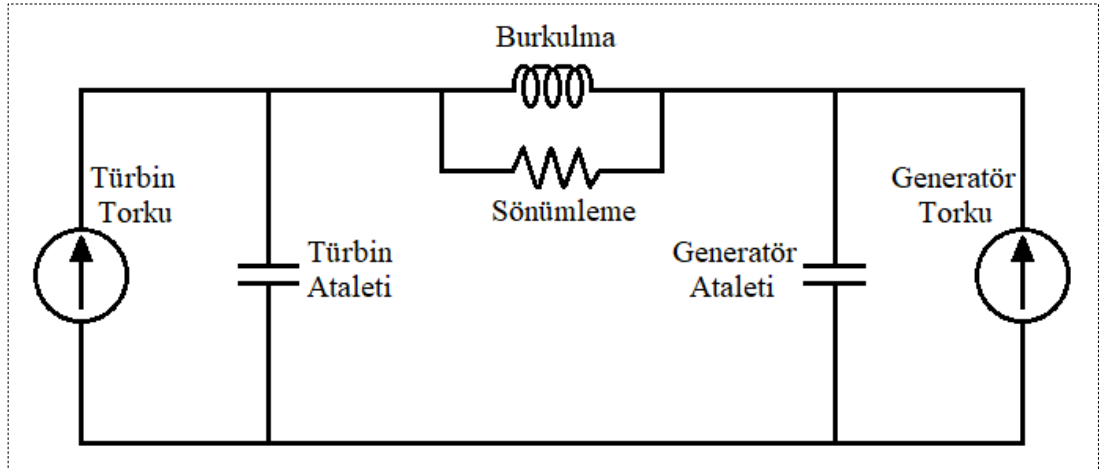 Burkulma
Türbin
Torku
Sönümleme
Türbin
Ataleti
Generatör
Ataleti
Generatör
Torku